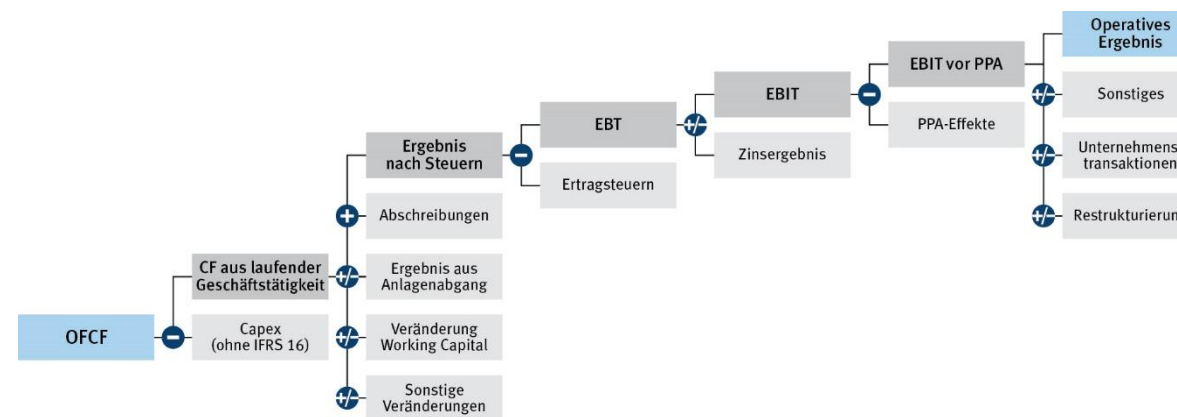 OFCF
CF aus laufender
Geschäftstätigkeit
Capex
(ohne IFRS 16)
Ergebnis
nach Steuern
Abschreibungen
Ergebnis aus
Anlagenabgang
Veränderung
Working Capital
Sonstige
Veränderungen
EBT
Ertragsteuern
EBIT
Zinsergebnis
EBIT vor PPA
PPA-Effekte
Operatives
Ergebnis
Sonstiges
Unternehmens
transaktionen
Restrukturierun
−
+
+/−
+/−
+/−
−
+/−
−
+/−
+/−
+/−